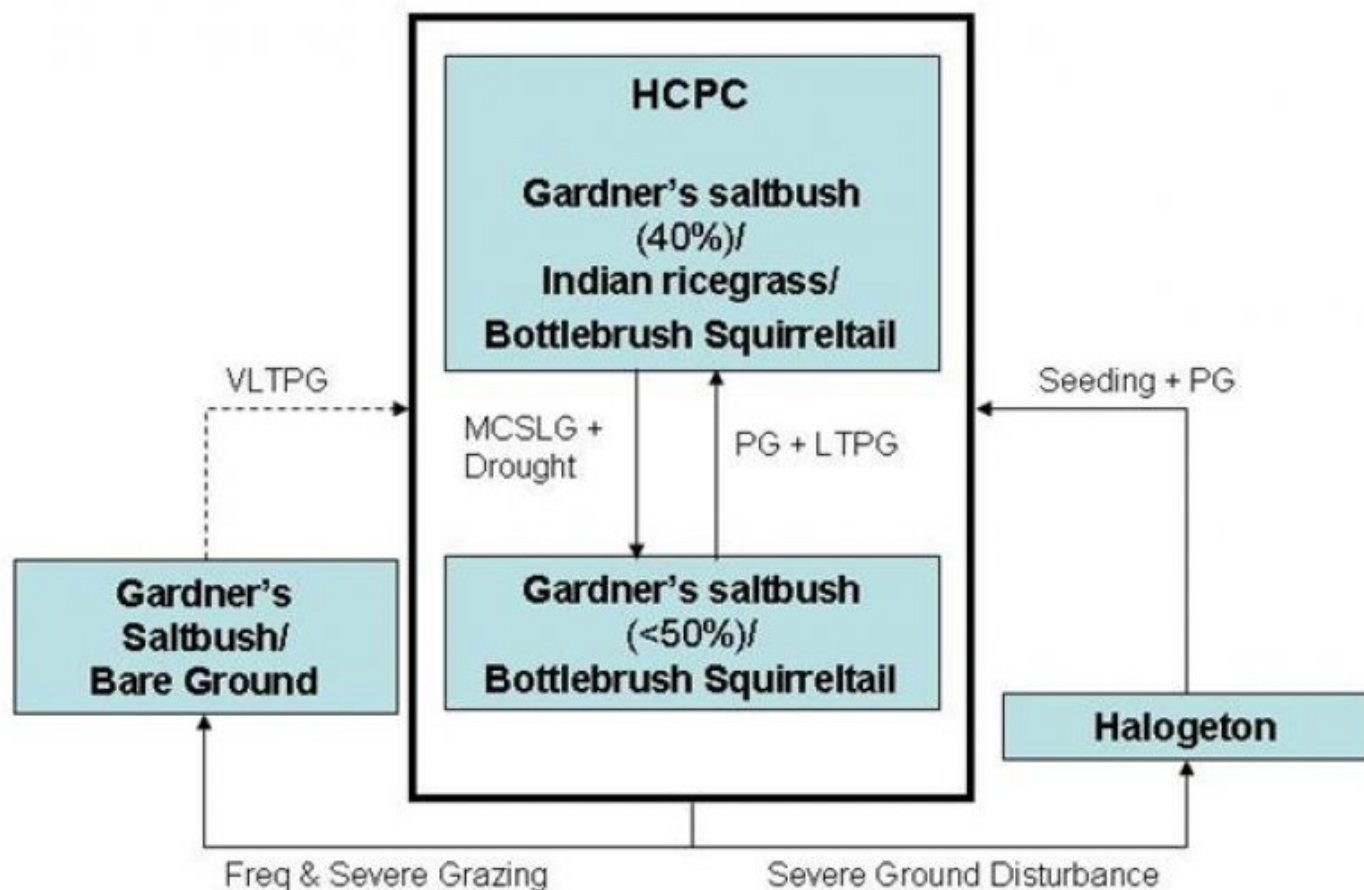 HCPC
Gardner's saltbush
(40%)/
Indian ricegrass/
Bottlebrush Squirreltail
VLTPG
Seeding + PG
MCSLG +
Drought
PG + LTPG
Gardner's
Saltbush/
Bare Ground
Gardner's saltbush
(<50%)/
Bottlebrush Squirreltail
Halogeton
Freq & Severe Grazing
Severe Ground Disturbance